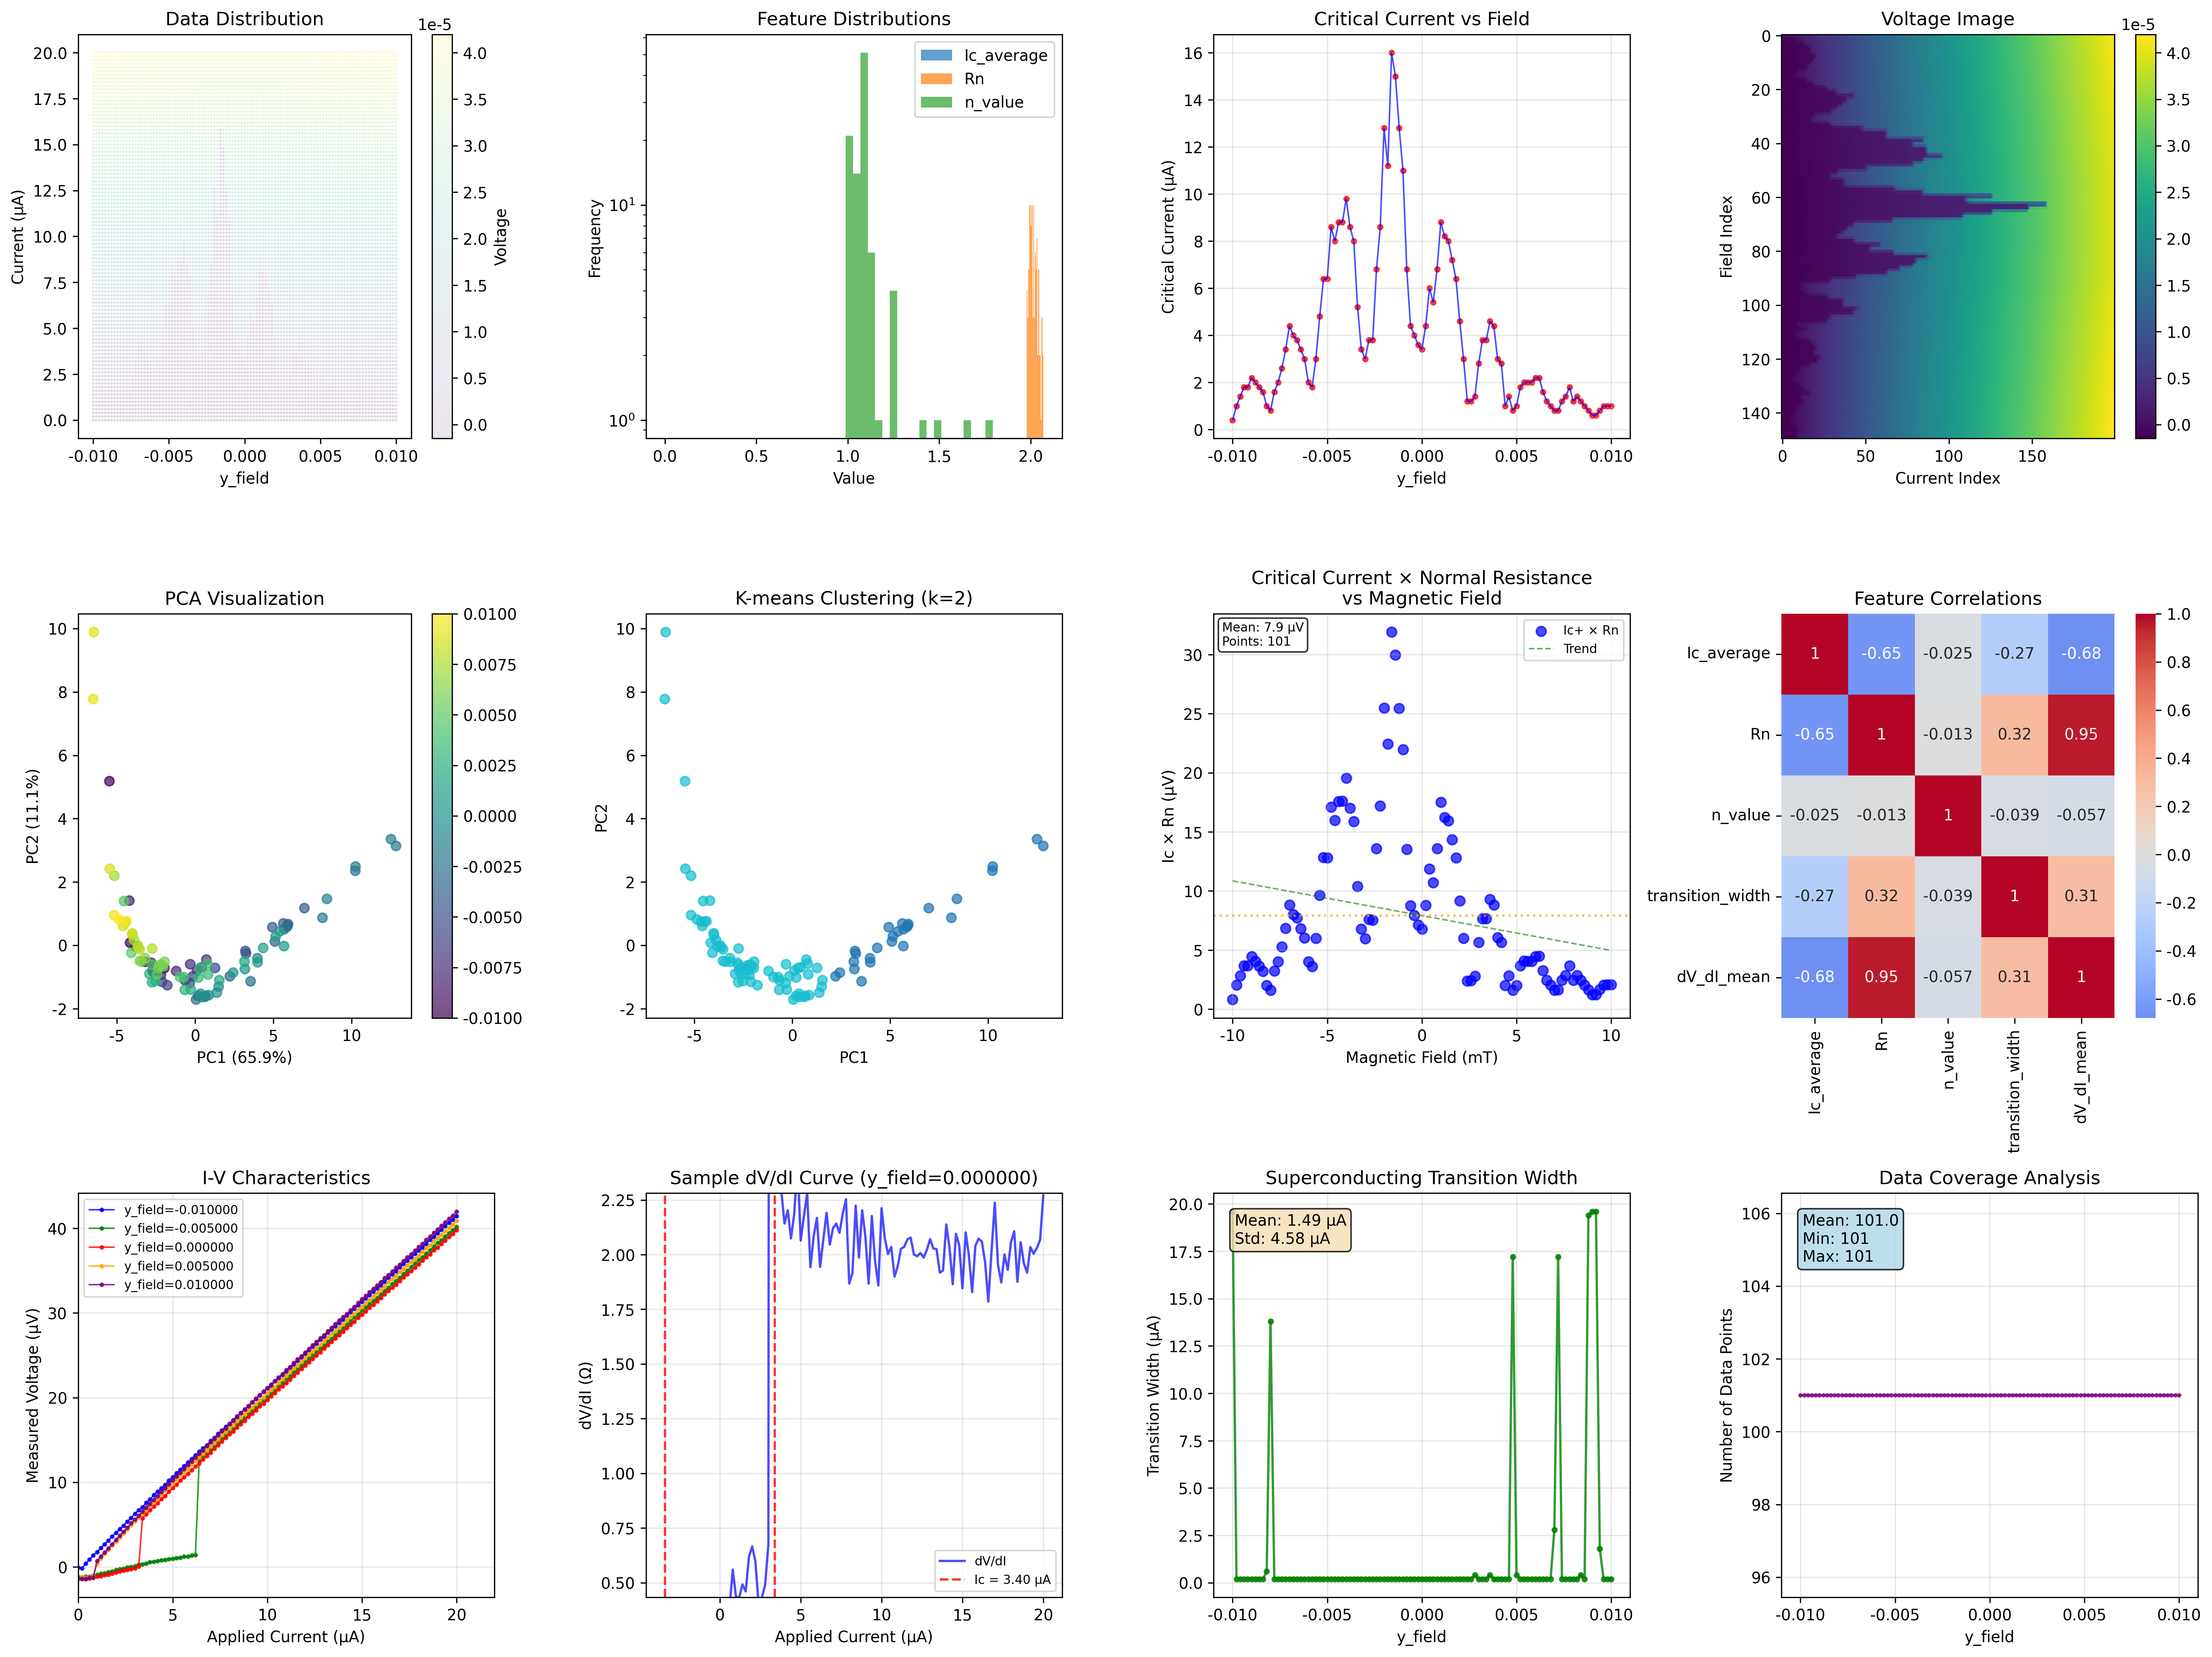 Data Distribution
1e-5
20.0
17.5
15.0
12.5
10.0
7.5
5.0
2.5
0.0
Current (μA)
-0.010
-0.005
0.000
0.005
0.010
y_field
4.0
3.5
3.0
2.5
2.0
1.5
1.0
0.5
0.0
Voltage
Feature Distributions
Ic_average
Rn
n_value
10¹
10⁰
Frequency
0.0
0.5
1.0
1.5
2.0
Value
Critical Current vs Field
16
14
12
10
8
6
4
2
0
Critical Current (μA)
-0.010
-0.005
0.000
0.005
0.010
y_field
Voltage Image
1e-5
0
20
40
60
80
100
120
140
Field Index
0
50
100
150
Current Index
4.0
3.5
3.0
2.5
2.0
1.5
1.0
0.5
0.0
PCA Visualization
10
8
6
4
2
0
-2
PC2 (11.1%)
-5
0
5
10
PC1 (65.9%)
0.0100
0.0075
0.0050
0.0025
0.0000
-0.0025
-0.0050
-0.0075
-0.0100
K-means Clustering (k=2)
10
8
6
4
2
0
-2
PC2
-5
0
5
10
PC1
Critical Current × Normal Resistance
vs Magnetic Field
Mean: 7.9 μV
Points: 101
Ic+ × Rn
Trend
30
25
20
15
10
5
0
Ic × Rn (μV)
-10
-5
0
5
10
Magnetic Field (mT)
Feature Correlations
Ic_average
1 -0.65 -0.025 -0.27 -0.68
Rn
-0.65 1 -0.013 0.32 0.95
n_value
-0.025 -0.013 1 -0.039 -0.057
transition_width
-0.27 0.32 -0.039 1 0.31
dV_dI_mean
-0.68 0.95 -0.057 0.31 1
Ic_average
Rn
n_value
transition_width
dV_dI_mean
1.0
0.8
0.6
0.4
0.2
0.0
-0.2
-0.4
-0.6
I-V Characteristics
y_field=-0.010000
y_field=-0.005000
y_field=0.000000
y_field=0.005000
y_field=0.010000
40
30
20
10
0
Measured Voltage (μV)
0
5
10
15
20
Applied Current (μA)
Sample dV/dI Curve (y_field=0.000000)
2.25
2.00
1.75
1.50
1.25
1.00
0.75
0.50
dV/dI (Ω)
dV/dI
Ic = 3.40 μA
0
5
10
15
20
Applied Current (μA)
Superconducting Transition Width
Mean: 1.49 μA
Std: 4.58 μA
20.0
17.5
15.0
12.5
10.0
7.5
5.0
2.5
0.0
Transition Width (μA)
-0.010
-0.005
0.000
0.005
0.010
y_field
Data Coverage Analysis
Mean: 101.0
Min: 101
Max: 101
106
104
102
100
98
96
Number of Data Points
-0.010
-0.005
0.000
0.005
0.010
y_field